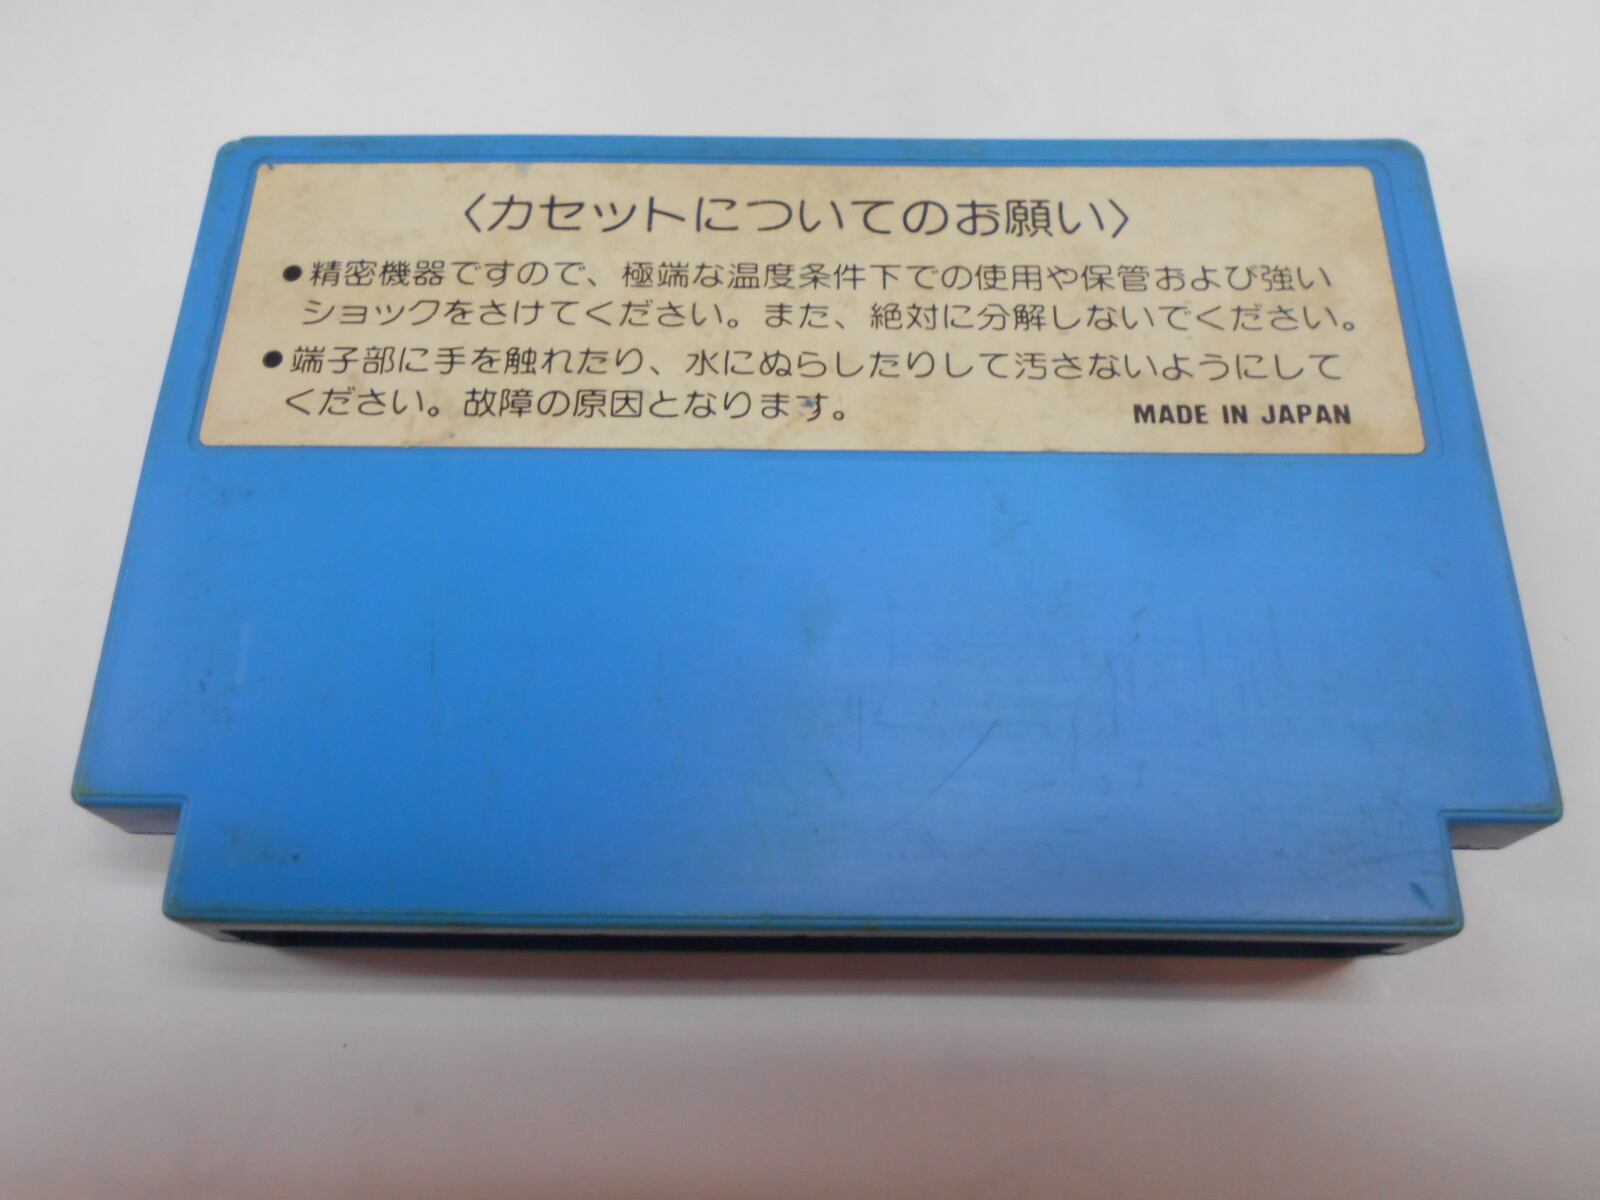 〈カセットについてのお願い〉
●精密機器ですので、極端な温度条件下での使用や保管および強い
ショックをさけてください。また、絶対に分解しないでください。
●端子部に手を触れたり、水にぬらしたりして汚さないようにして
ください。故障の原因となります。
MADE IN JAPAN